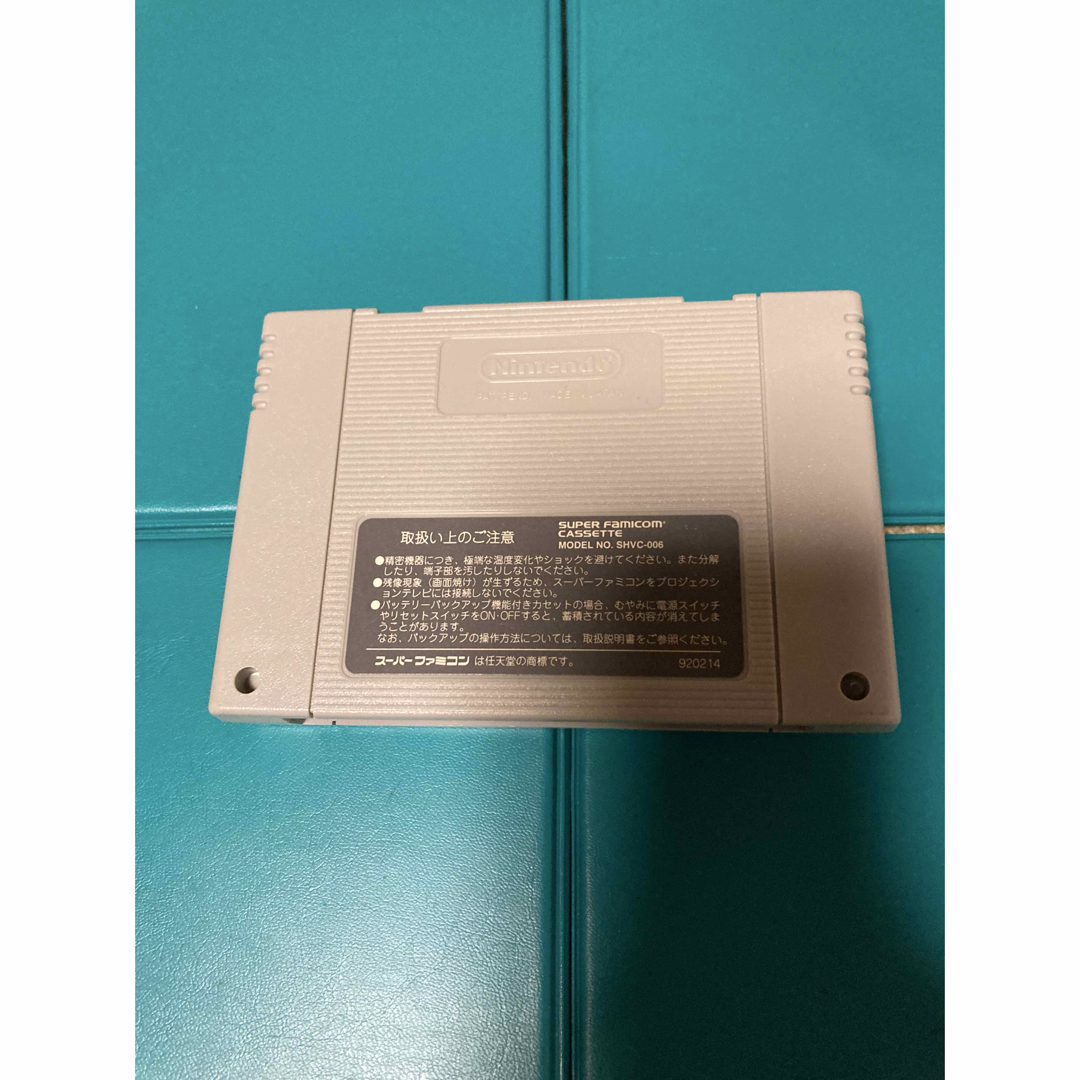 Nintendo
PAT. PEND. MADE IN JAPAN
取扱い上のご注意
SUPER FAMICOM
CASSETTE
MODEL NO. SHVC-006
●精密機器につき、極端な温度変化やショックを避けてください。また分解
したり、端子部を汚したりしないでください。
●残像現象（画面焼け）が生ずるため、スーパーファミコンをプロジェクシ
ョンテレビには接続しないでください。
●バッテリーバックアップ機能付きカセットの場合、むやみに電源スイッチ
やリセットスイッチをON・OFFすると、蓄積されている内容が消えてしま
うことがあります。
なお、バックアップの操作方法については、取扱説明書をご参照ください。
スーパーファミコン は任天堂の商標です。
920214